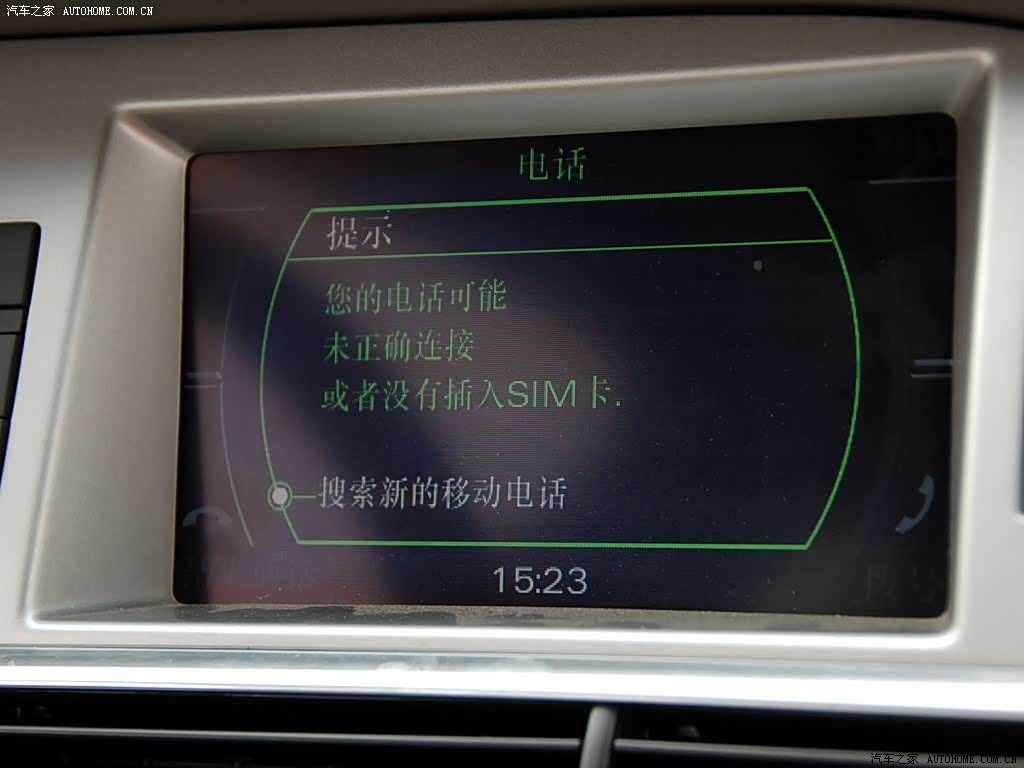 汽车之家 AUTOHOME.COM.CN
电话
提示
您的电话可能
未正确连接
或者没有插入SIM卡.
搜索新的移动电话
15:23
汽车之家 AUTOHOME.COM.CN